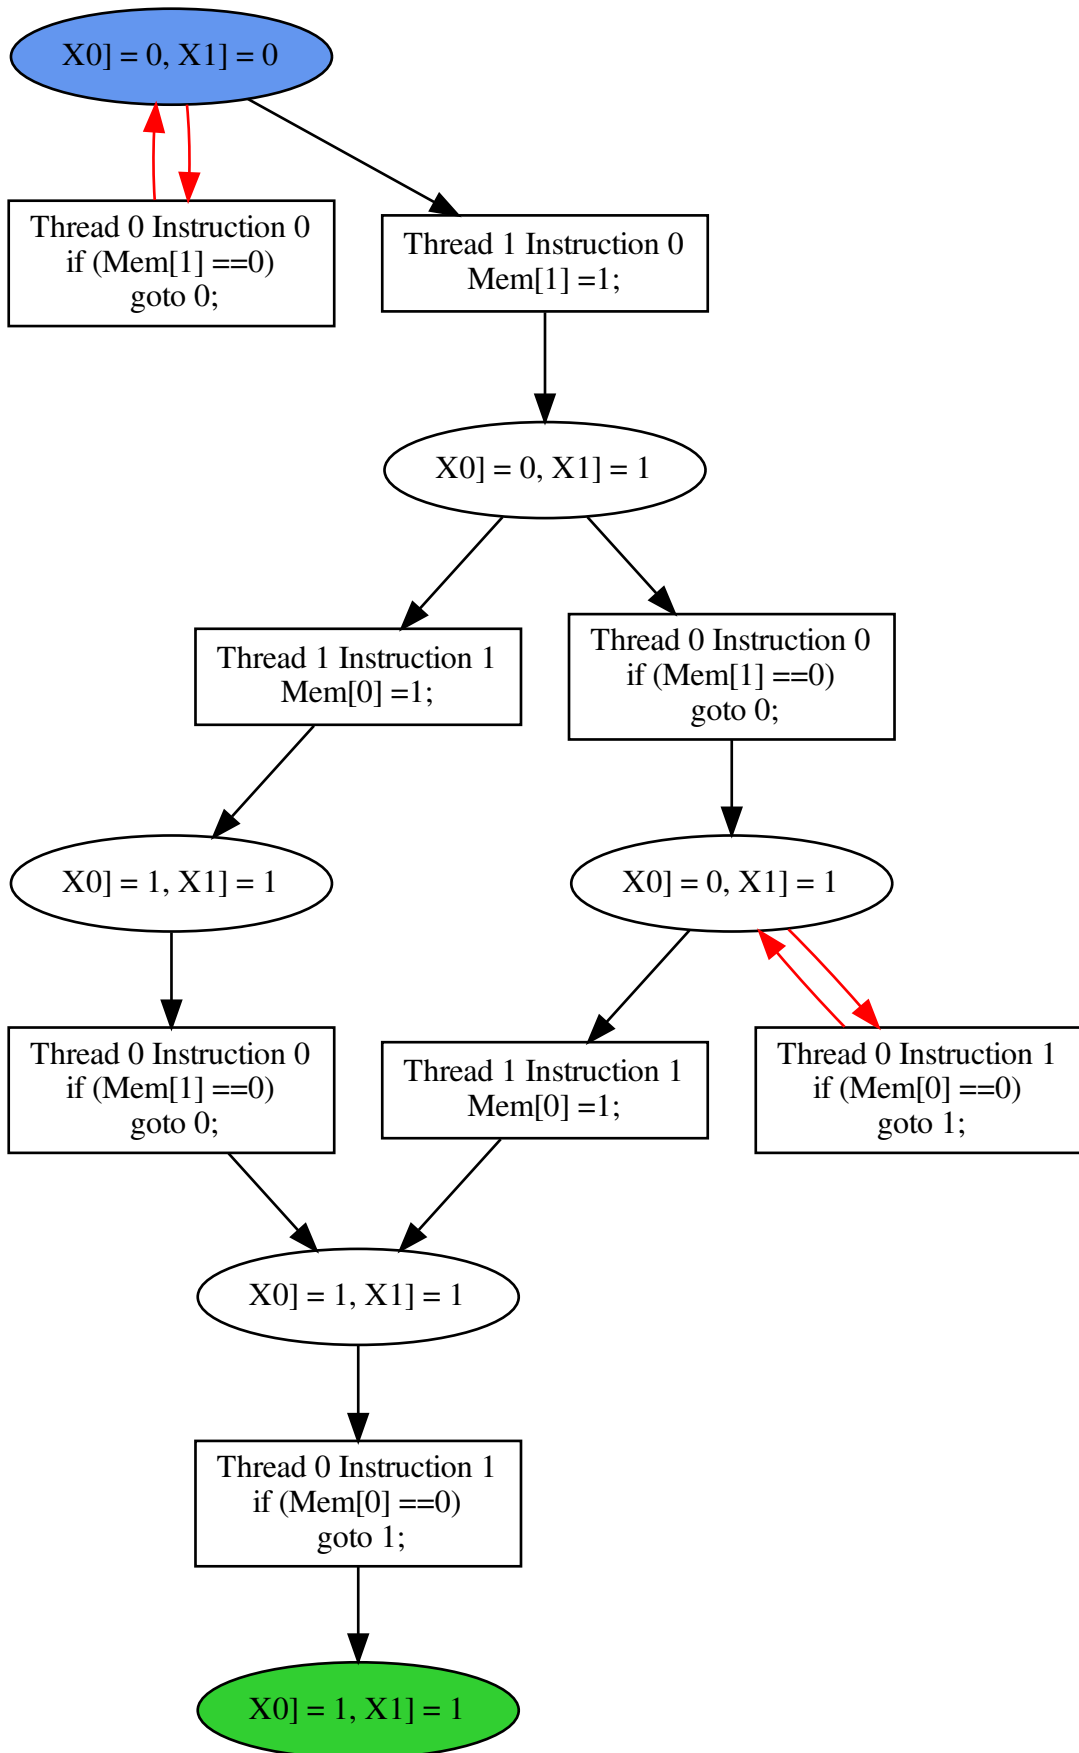 X0] = 0, X1] = 0
Thread 0 Instruction 0
if (Mem[1] ==0)
goto 0;
Thread 1 Instruction 0
Mem[1] =1;
X0] = 0, X1] = 1
Thread 1 Instruction 1
Mem[0] =1;
Thread 0 Instruction 0
if (Mem[1] ==0)
goto 0;
X0] = 1, X1] = 1
X0] = 0, X1] = 1
Thread 0 Instruction 0
if (Mem[1] ==0)
goto 0;
Thread 1 Instruction 1
Mem[0] =1;
Thread 0 Instruction 1
if (Mem[0] ==0)
goto 1;
X0] = 1, X1] = 1
Thread 0 Instruction 1
if (Mem[0] ==0)
goto 1;
X0] = 1, X1] = 1